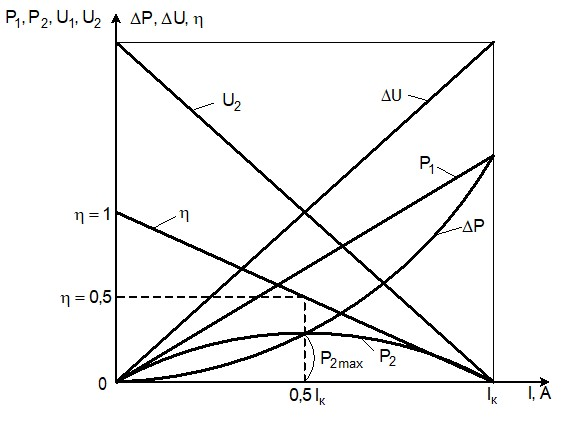 P1, P2, U1, U2 ΔP, ΔU, η
U2
ΔU
P1
η = 1
η
ΔP
η = 0,5
P2max
P2
0
0,5 Iк
Iк
I, А